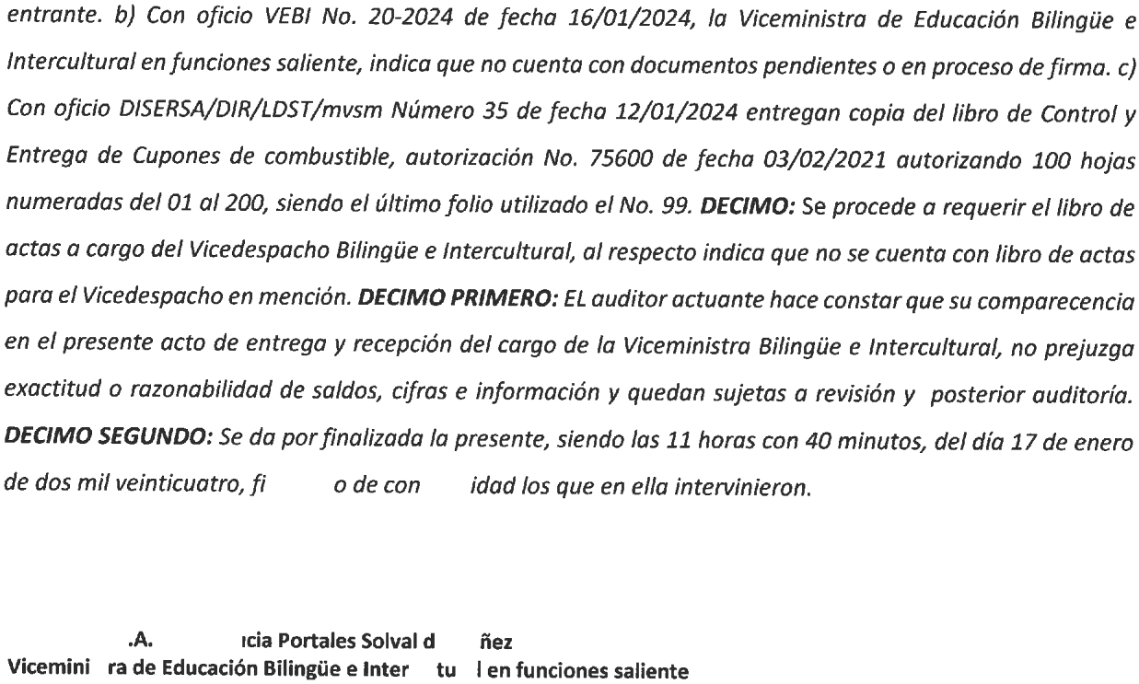 entrante. b) Con oficio VEBI No. 20-2024 de fecha 16/01/2024, la Viceministra de Educación Bilingüe e
Intercultural en funciones saliente, indica que no cuenta con documentos pendientes o en proceso de firma. c)
Con oficio DISERSA/DIR/LDST/mvsm Número 35 de fecha 12/01/2024 entregan copia del libro de Control y
Entrega de Cupones de combustible, autorización No. 75600 de fecha 03/02/2021 autorizando 100 hojas
numeradas del 01 al 200, siendo el último folio utilizado el No. 99. DECIMO: Se procede a requerir el libro de
actas a cargo del Vicedespacho Bilingüe e Intercultural, al respecto indica que no se cuenta con libro de actas
para el Vicedespacho en mención. DECIMO PRIMERO: EL auditor actuante hace constar que su comparecencia
en el presente acto de entrega y recepción del cargo de la Viceministra Bilingüe e Intercultural, no prejuzga
exactitud o razonabilidad de saldos, cifras e información y quedan sujetas a revisión y posterior auditoría.
DECIMO SEGUNDO: Se da por finalizada la presente, siendo las 11 horas con 40 minutos, del día 17 de enero
de dos mil veinticuatro, de los que en ella intervinieron.
Portales Solval
de Educación Bilingüe e en funciones saliente